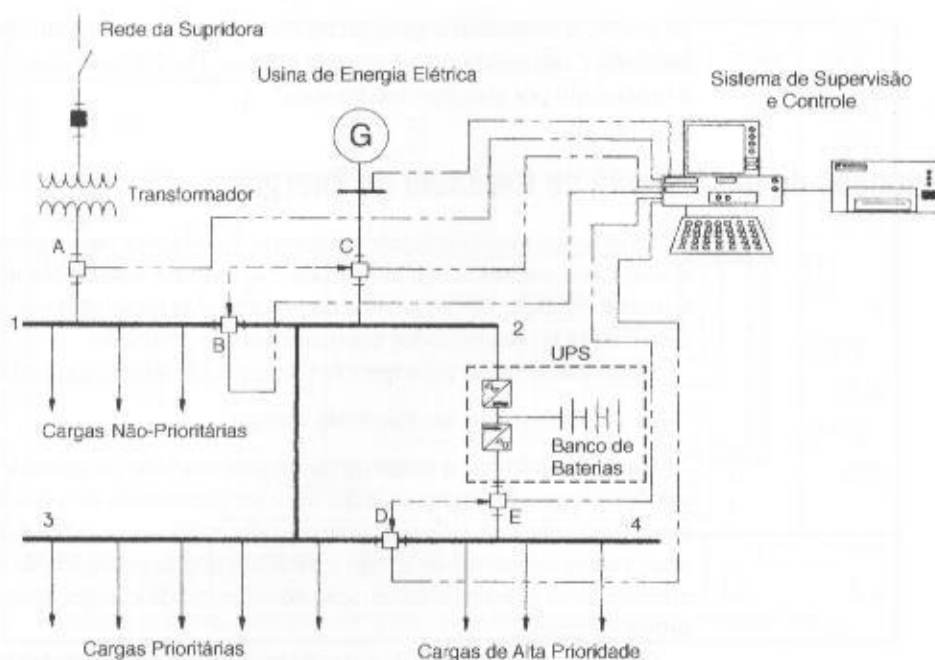 Rede da Supridora
Usina de Energia Elétrica
Sistema de Supervisão
e Controle
G
Transformador
A
C
1
B
2
UPS
Cargas Não-Prioritárias
Banco de
Baterias
D
E
3
4
Cargas Prioritárias
Cargas de Alta Prioridade